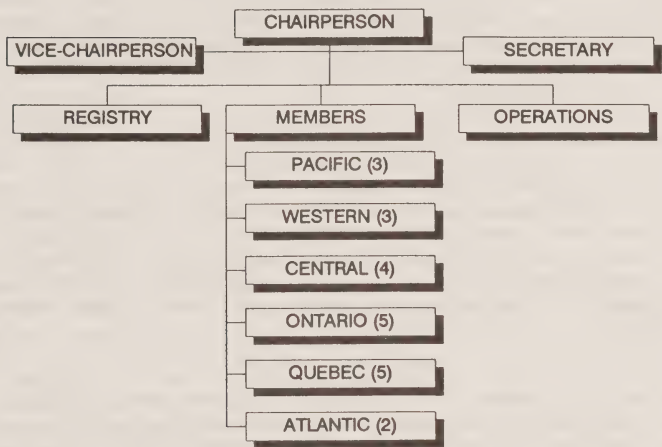 CHAIRPERSON
VICE-CHAIRPERSON
SECRETARY
REGISTRY
MEMBERS
OPERATIONS
PACIFIC (3)
WESTERN (3)
CENTRAL (4)
ONTARIO (5)
QUEBEC (5)
ATLANTIC (2)